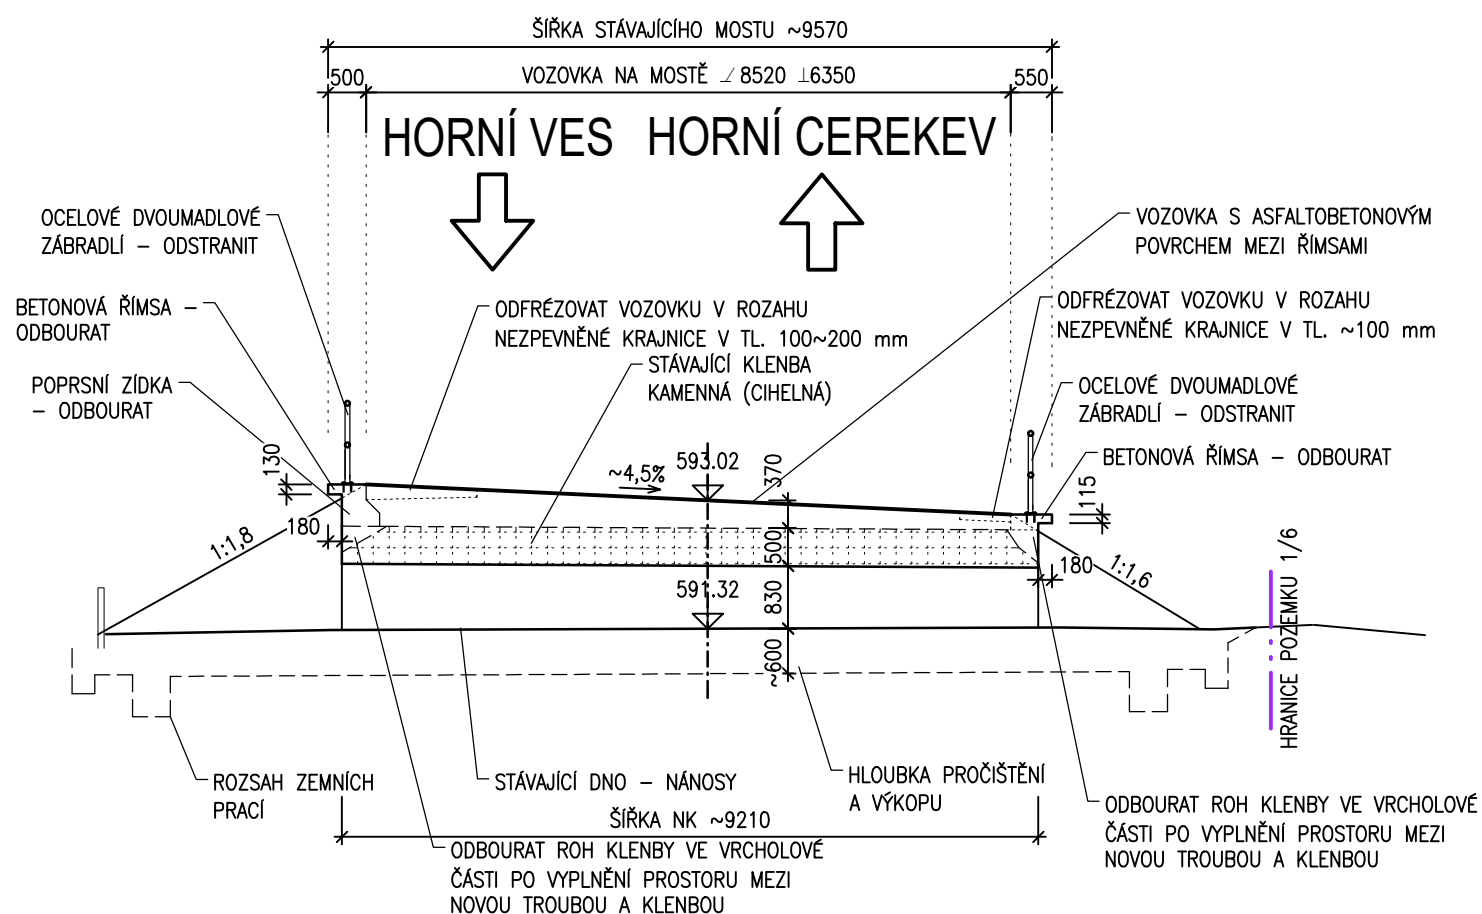 ŠÍŘKA STÁVAJÍCÍHO MOSTU ~9570
500
VOZOVKA NA MOSTĚ ∠ 8520 ⊥6350
550
HORNÍ VES
HORNÍ CEREKEV
OCELOVÉ DVOUMADLOVÉ
ZÁBRADLÍ – ODSTRANIT
VOZOVKA S ASFALTOBETONOVÝM
POVRCHEM MEZI ŘÍMSAMI
BETONOVÁ ŘÍMSA –
ODBOURAT
ODFRÉZOVAT VOZOVKU V ROZAHU
NEZPEVNĚNÉ KRAJNICE V TL. 100~200 mm
ODFRÉZOVAT VOZOVKU V ROZAHU
NEZPEVNĚNÉ KRAJNICE V TL. ~100 mm
STÁVAJÍCÍ KLENBA
KAMENNÁ (CIHELNÁ)
POPRSNÍ ZÍDKA
– ODBOURAT
OCELOVÉ DVOUMADLOVÉ
ZÁBRADLÍ – ODSTRANIT
BETONOVÁ ŘÍMSA – ODBOURAT
130
~4,5%
593.02
370
115
180
1:1,8
500
180
1:1,6
591.32
830
~600
HRANICE POZEMKU 1/6
ROZSAH ZEMNÍCH
PRACÍ
STÁVAJÍCÍ DNO – NÁNOSY
HLOUBKA PROČIŠTĚNÍ
A VÝKOPU
ŠÍŘKA NK ~9210
ODBOURAT ROH KLENBY VE VRCHOLOVÉ
ČÁSTI PO VYPLNĚNÍ PROSTORU MEZI
NOVOU TROUBOU A KLENBOU
ODBOURAT ROH KLENBY VE VRCHOLOVÉ
ČÁSTI PO VYPLNĚNÍ PROSTORU MEZI
NOVOU TROUBOU A KLENBOU